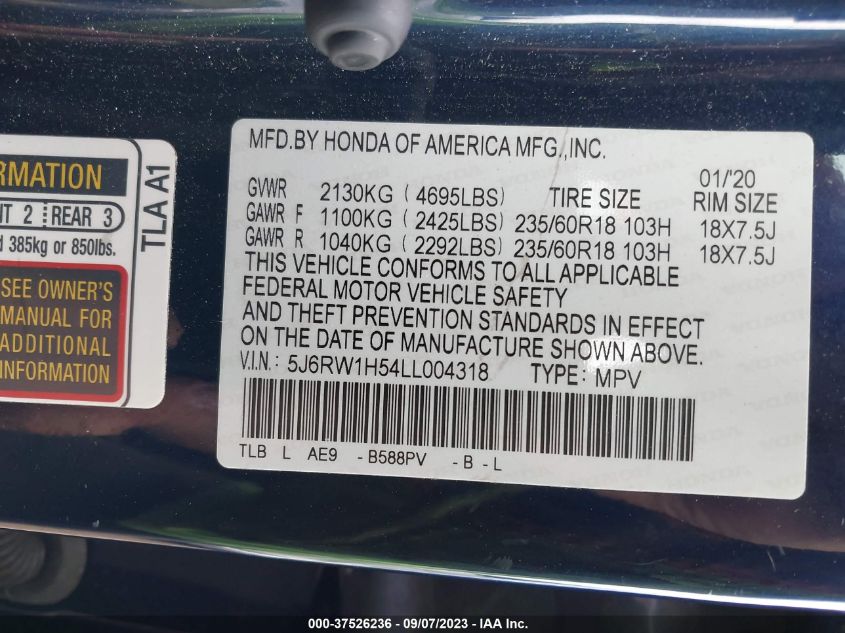 RMATION
NT 2 REAR 3
d 385kg or 850lbs.
SEE OWNER'S
MANUAL FOR
ADDITIONAL
INFORMATION
TLA A1
MFD.BY HONDA OF AMERICA MFG.,INC.
01/'20
GVWR 2130KG (4695LBS) TIRE SIZE RIM SIZE
GAWR F 1100KG (2425LBS) 235/60R18 103H 18X7.5J
GAWR R 1040KG (2292LBS) 235/60R18 103H 18X7.5J
THIS VEHICLE CONFORMS TO ALL APPLICABLE
FEDERAL MOTOR VEHICLE SAFETY
AND THEFT PREVENTION STANDARDS IN EFFECT
ON THE DATE OF MANUFACTURE SHOWN ABOVE.
V.I.N.: 5J6RW1H54LL004318 TYPE: MPV
TLB L AE9 -B588PV -B -L
000-37526236 - 09/07/2023 - IAA Inc.